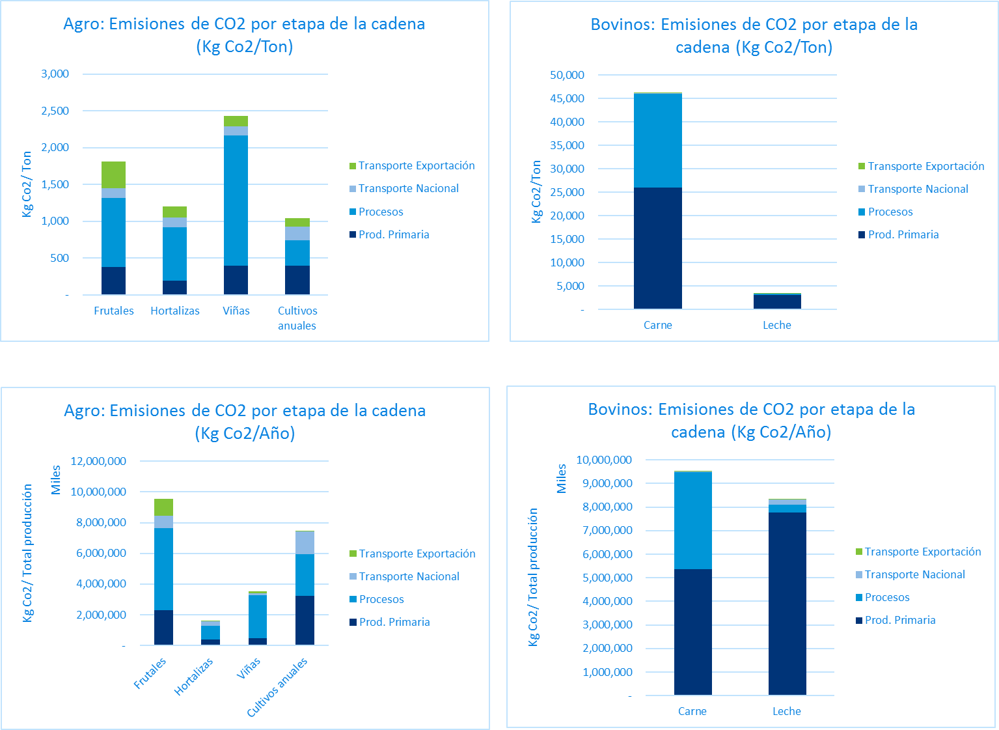 Agro: Emisiones de CO2 por etapa de la cadena
(Kg Co2/Ton)
Kg Co2/ Ton
3,000
2,500
2,000
1,500
1,000
500
-
Frutales
Hortalizas
Viñas
Cultivos
anuales
Transporte Exportación
Transporte Nacional
Procesos
Prod. Primaria
Bovinos: Emisiones de CO2 por etapa de la
cadena (Kg Co2/Ton)
Kg Co2/Ton
50,000
45,000
40,000
35,000
30,000
25,000
20,000
15,000
10,000
5,000
-
Carne
Leche
Transporte Exportación
Transporte Nacional
Procesos
Prod. Primaria
Agro: Emisiones de CO2 por etapa de la cadena
(Kg Co2/Año)
Kg Co2/ Total producción
Miles
12,000,000
10,000,000
8,000,000
6,000,000
4,000,000
2,000,000
-
Frutales
Hortalizas
Viñas
Cultivos anuales
Transporte Exportación
Transporte Nacional
Procesos
Prod. Primaria
Bovinos: Emisiones de CO2 por etapa de la
cadena (Kg Co2/Año)
Kg Co2/ Total producción
Miles
10,000,000
9,000,000
8,000,000
7,000,000
6,000,000
5,000,000
4,000,000
3,000,000
2,000,000
1,000,000
-
Carne
Leche
Transporte Exportación
Transporte Nacional
Procesos
Prod. Primaria